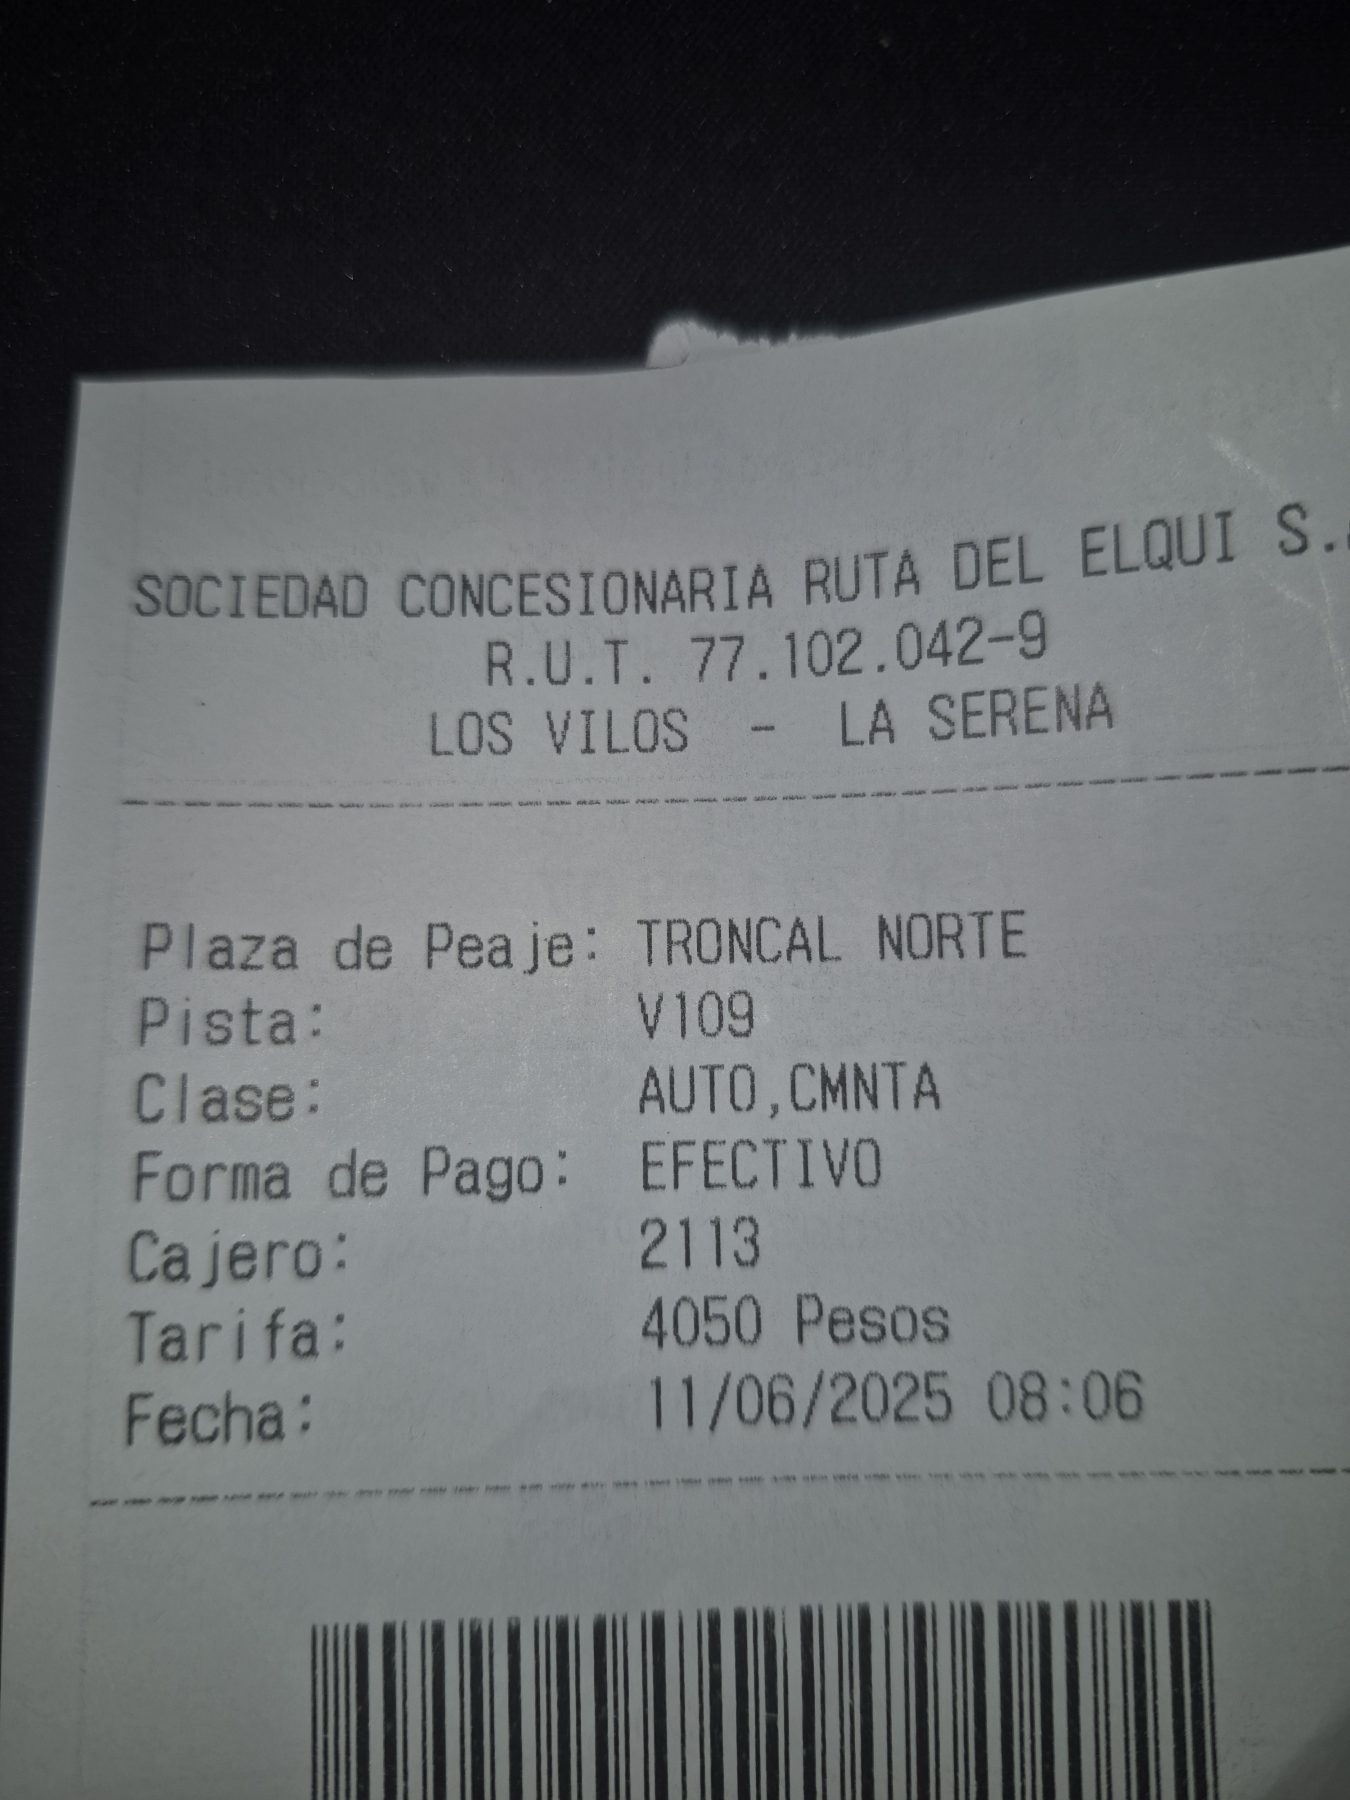 SOCIEDAD CONCESIONARIA RUTA DEL ELQUI S.
R.U.T. 77.102.042-9
LOS VILOS - LA SERENA
Plaza de Peaje: TRONCAL NORTE
Pista: V109
Clase: AUTO,CMNTA
Forma de Pago: EFECTIVO
Cajero: 2113
Tarifa: 4050 Pesos
Fecha: 11/06/2025 08:06